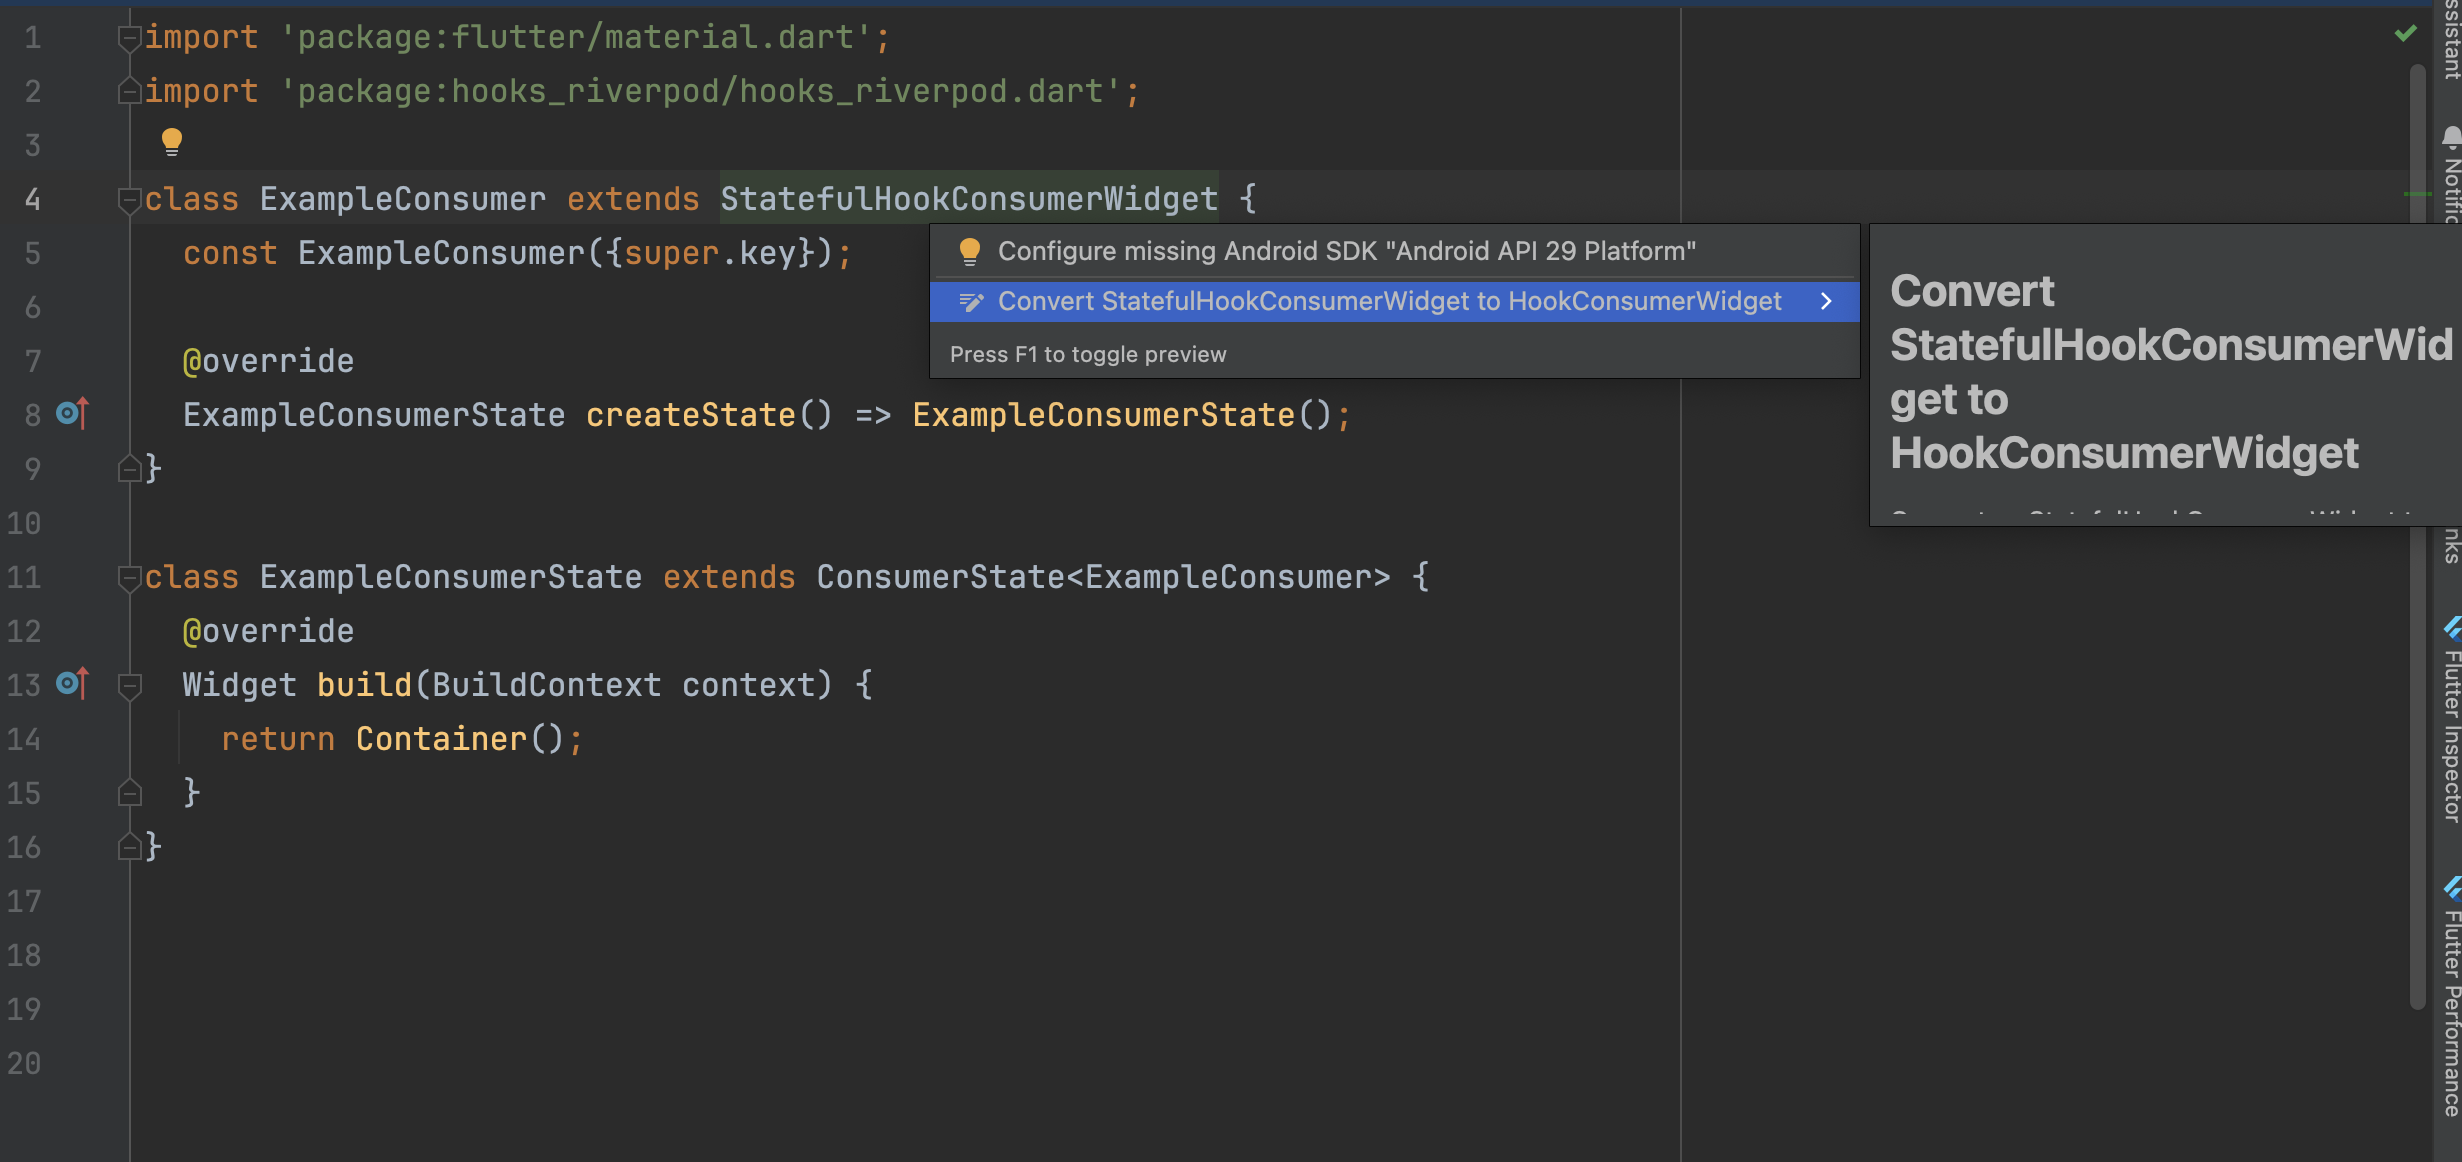 1 import 'package:flutter/material.dart';
2 import 'package:hooks_riverpod/hooks_riverpod.dart';
3
4 class ExampleConsumer extends StatefulHookConsumerWidget {
5 const ExampleConsumer({super.key});
6
7 @override
8 ExampleConsumerState createState() => ExampleConsumerState();
9 }
10
11 class ExampleConsumerState extends ConsumerState<ExampleConsumer> {
12 @override
13 Widget build(BuildContext context) {
14 return Container();
15 }
16 }
17
18
19
20
Configure missing Android SDK "Android API 29 Platform"
Convert StatefulHookConsumerWidget to HookConsumerWidget
Press F1 to toggle preview
Convert
StatefulHookConsumerWid
get to
HookConsumerWidget
ssistant
Notific
nks
Flutter Inspector
Flutter Performance